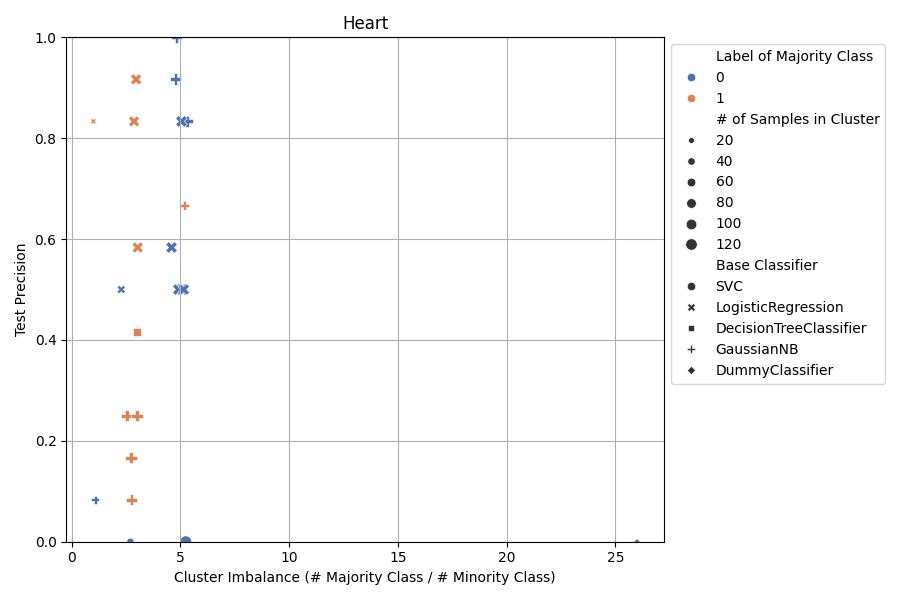 Heart
1.0
0.8
0.6
0.4
0.2
0.0
Test Precision
0
5
10
15
20
25
Cluster Imbalance (# Majority Class / # Minority Class)
Label of Majority Class
0
1
# of Samples in Cluster
20
40
60
80
100
120
Base Classifier
SVC
LogisticRegression
DecisionTreeClassifier
GaussianNB
DummyClassifier